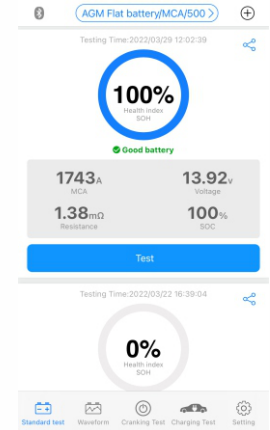 AGM Flat battery/MCA/500 >
Testing Time:2022/03/29 12:02:39
100%
Health index
SOH
Good battery
1743A
MCA
13.92v
Voltage
1.38mΩ
Resistance
100%
SOC
Test
Testing Time:2022/03/22 16:39:04
0%
Health index
SOH
Standard test
Waveform
Cranking Test
Charging Test
Setting